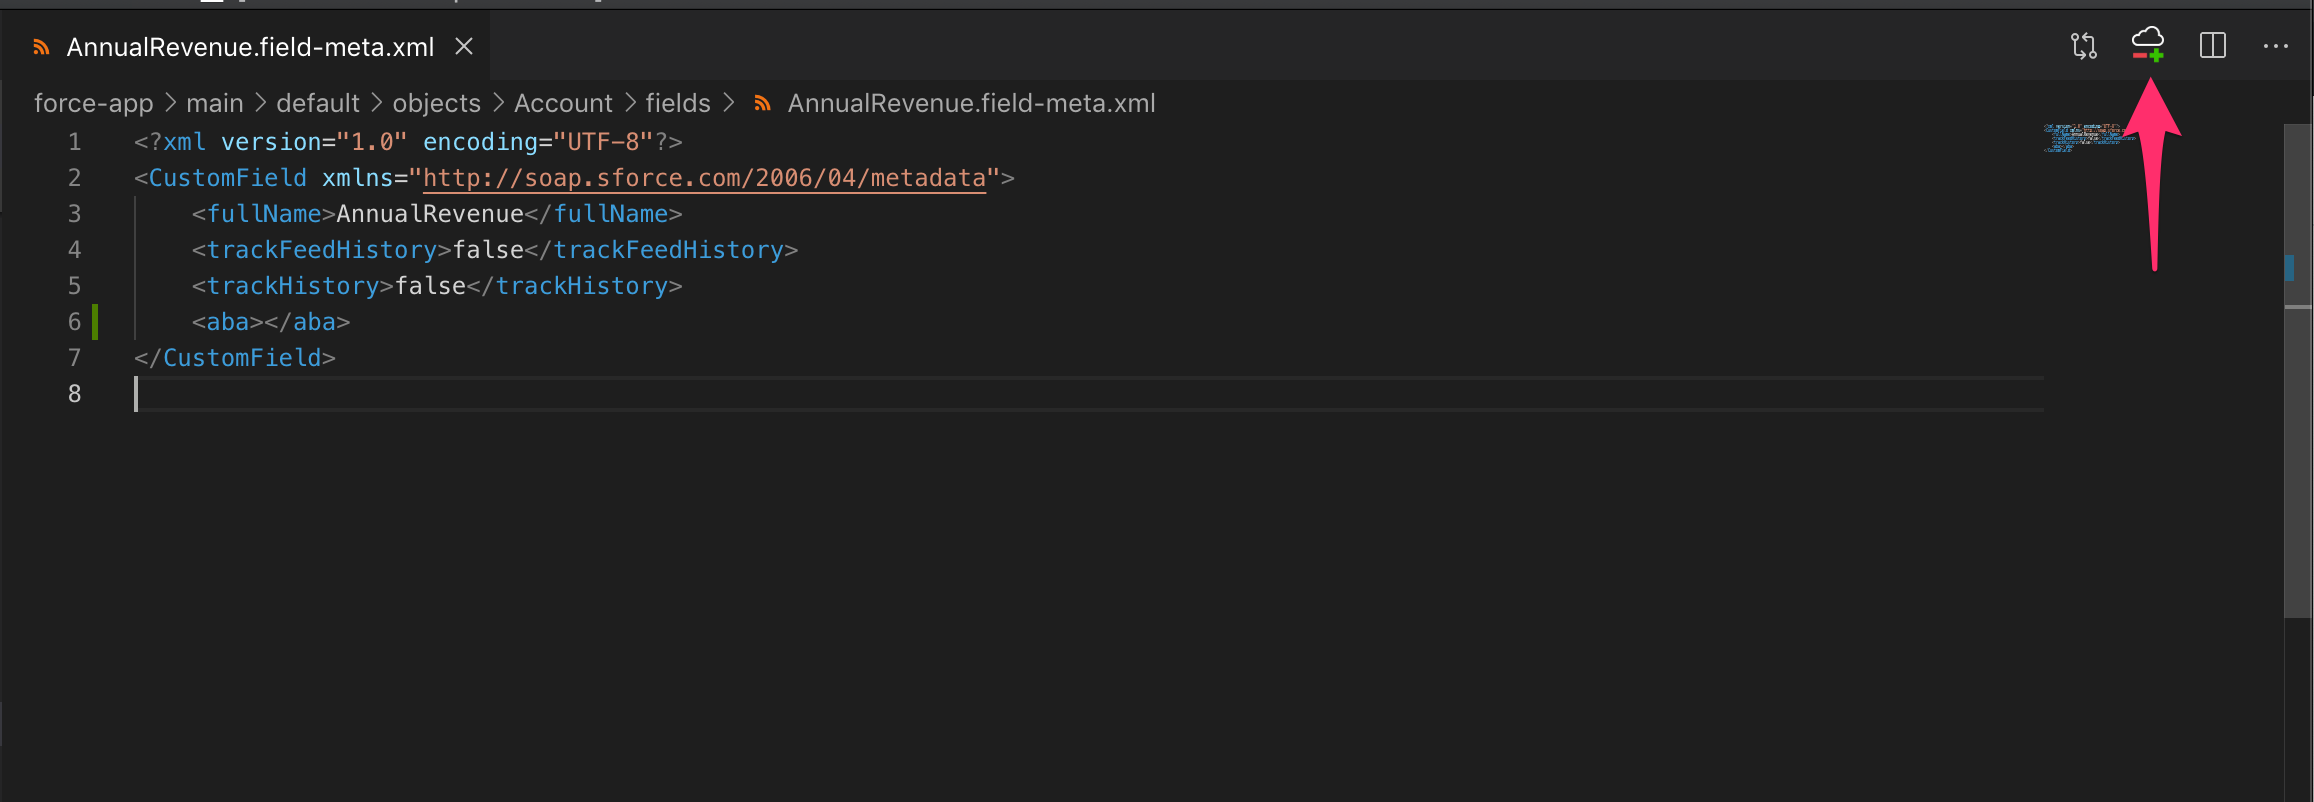 AnnualRevenue.field-meta.xml
force-app > main > default > objects > Account > fields > AnnualRevenue.field-meta.xml
1 <?xml version="1.0" encoding="UTF-8"?>
2 <CustomField xmlns="http://soap.sforce.com/2006/04/metadata">
3 <fullName>AnnualRevenue</fullName>
4 <trackFeedHistory>false</trackFeedHistory>
5 <trackHistory>false</trackHistory>
6 <aba></aba>
7 </CustomField>
8